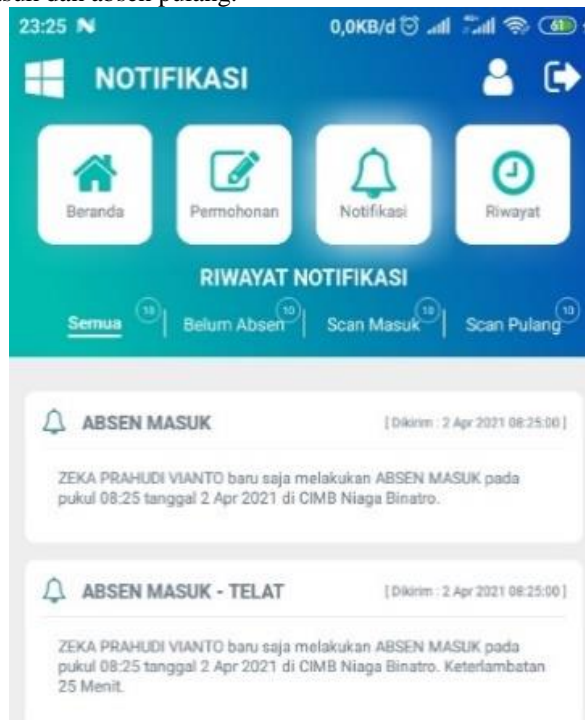 dan absen pulang.
23:25 N 0,0KB/d 61
NOTIFIKASI
Beranda Permohonan Notifikasi Riwayat
RIWAYAT NOTIFIKASI
Semua 10 | Belum Absen 10 | Scan Masuk 10 | Scan Pulang 10
ABSEN MASUK [ Dikirim : 2 Apr 2021 08:25:00 ]
ZEKA PRAHUDI VIANTO baru saja melakukan ABSEN MASUK pada
pukul 08:25 tanggal 2 Apr 2021 di CIMB Niaga Binatro.
ABSEN MASUK - TELAT [ Dikirim : 2 Apr 2021 08:25:00 ]
ZEKA PRAHUDI VIANTO baru saja melakukan ABSEN MASUK pada
pukul 08:25 tanggal 2 Apr 2021 di CIMB Niaga Binatro. Keterlambatan
25 Menit.